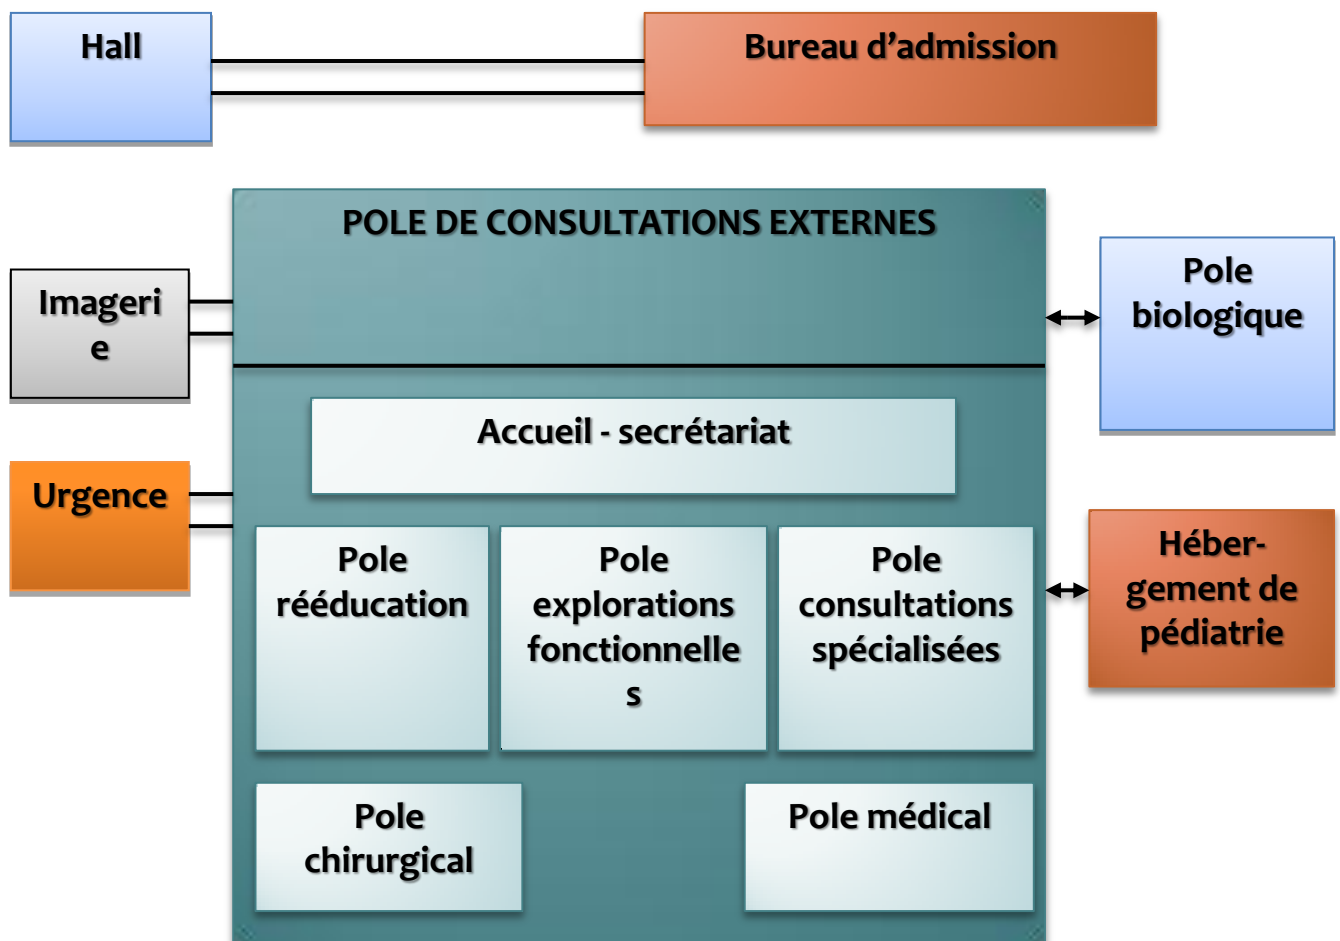 Hall
Bureau d’admission
POLE DE CONSULTATIONS EXTERNES
Imageri
e
Pole
biologique
Accueil - secrétariat
Urgence
Pole
rééducation
Pole
explorations
fonctionnelle
s
Pole
consultations
spécialisées
Héber-
gement de
pédiatrie
Pole
chirurgical
Pole médical